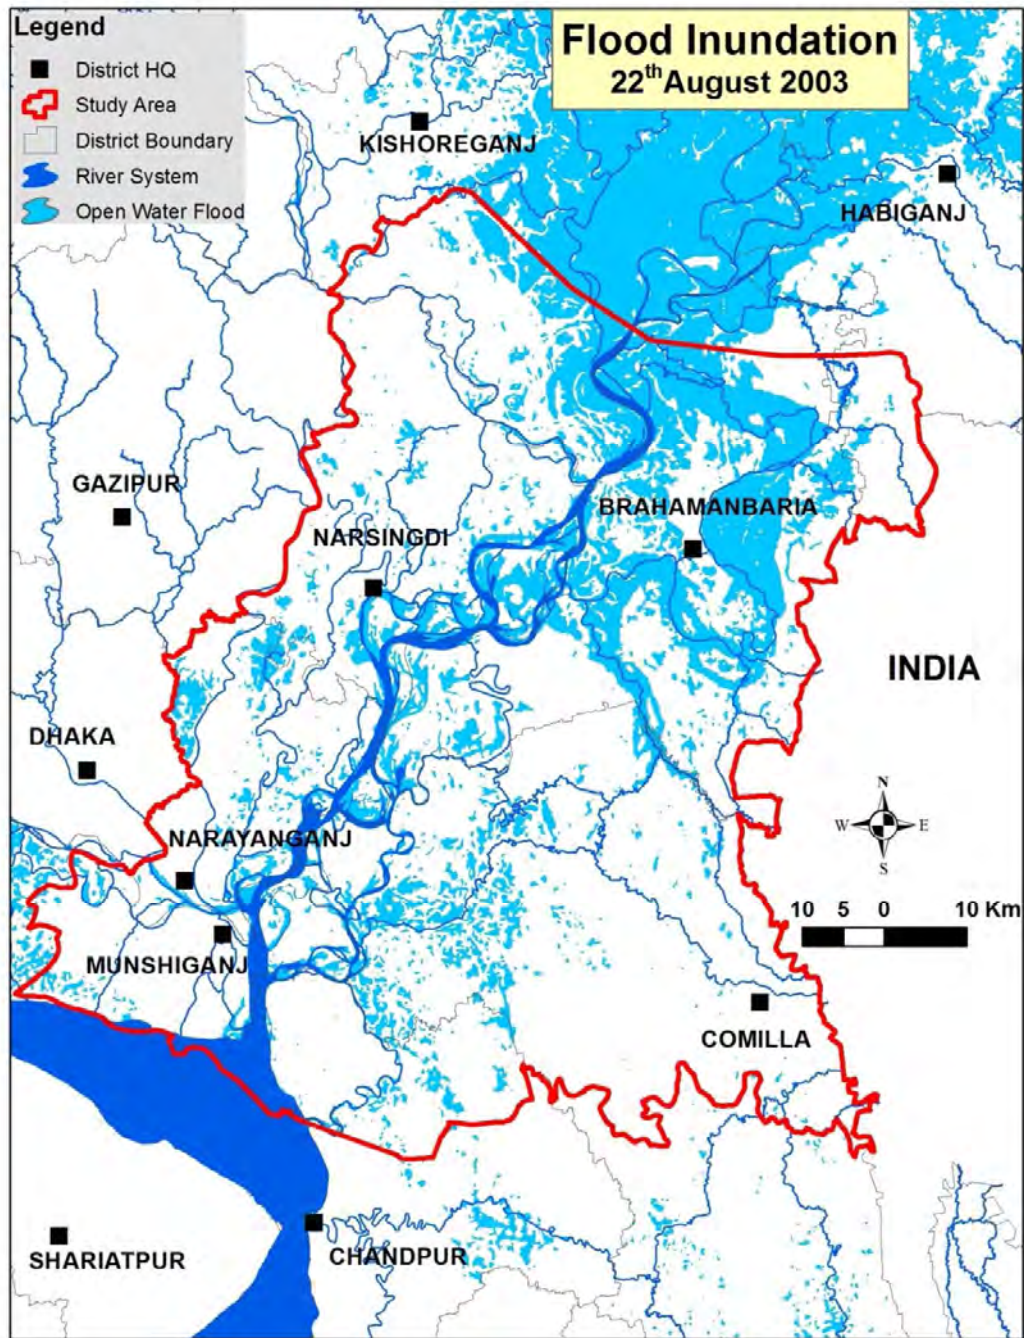 Legend
District HQ
Study Area
District Boundary
River System
Open Water Flood
Flood Inundation
22th August 2003
KISHOREGANJ
HABIGANJ
GAZIPUR
BRAHAMANBARIA
NARSINGDI
INDIA
DHAKA
N
W E
S
NARAYANGANJ
10 5 0 10 Km
MUNSHIGANJ
COMILLA
SHARIATPUR
CHANDPUR